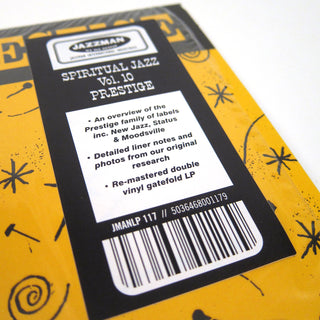 ESTIGE
JAZZMAN
SPIRITUAL JAZZ
Vol. 10
PRESTIGE
• An overview of the
Prestige family of labels
inc. New Jazz, Status
& Moodsville
• Detailed liner notes and
photos from our original
research
• Re-mastered double
vinyl gatefold LP
JMANLP 117 // 5036468001179